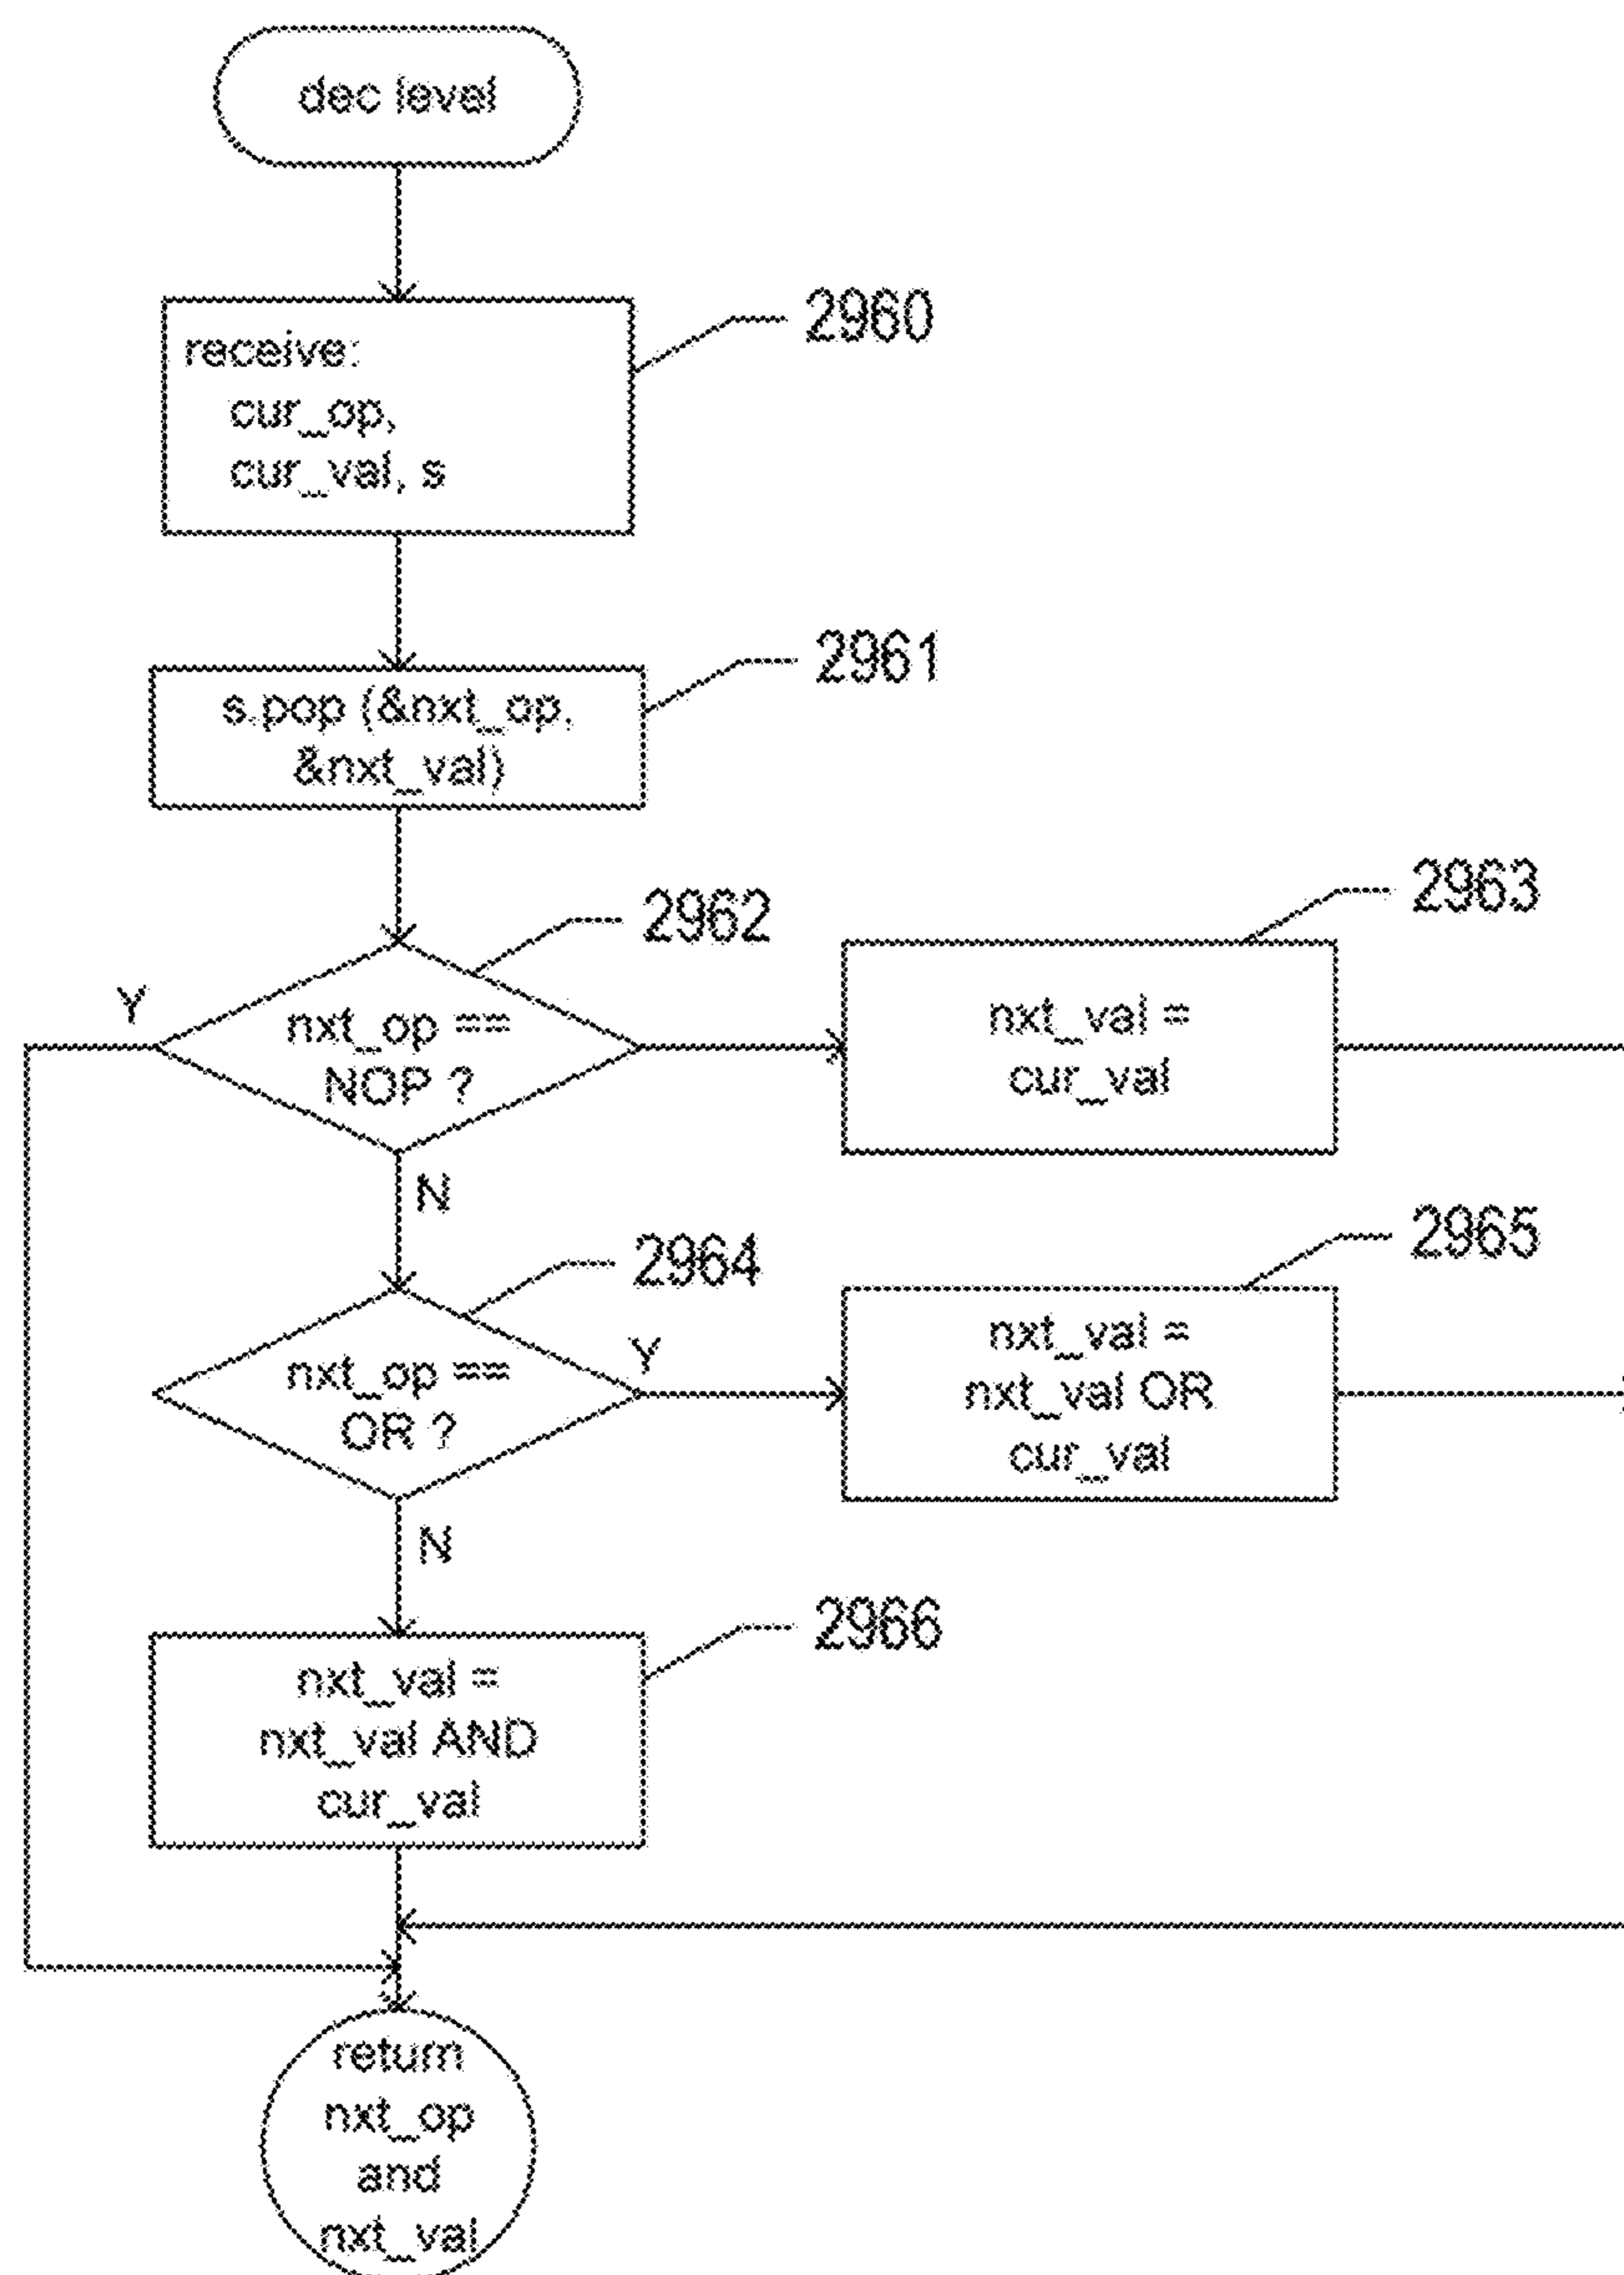 dec level
2960
receive:
cur_op,
cur_val, s
2961
s.pop (&nxt_op,
&nxt_val)
2962
2963
Y
nxt_op ==
NOP ?
nxt_val =
cur_val
N
2964
2965
Y
nxt_op ==
OR ?
nxt_val =
nxt_val OR
cur_val
N
2966
nxt_val =
nxt_val AND
cur_val
return
nxt_op
and
nxt_val